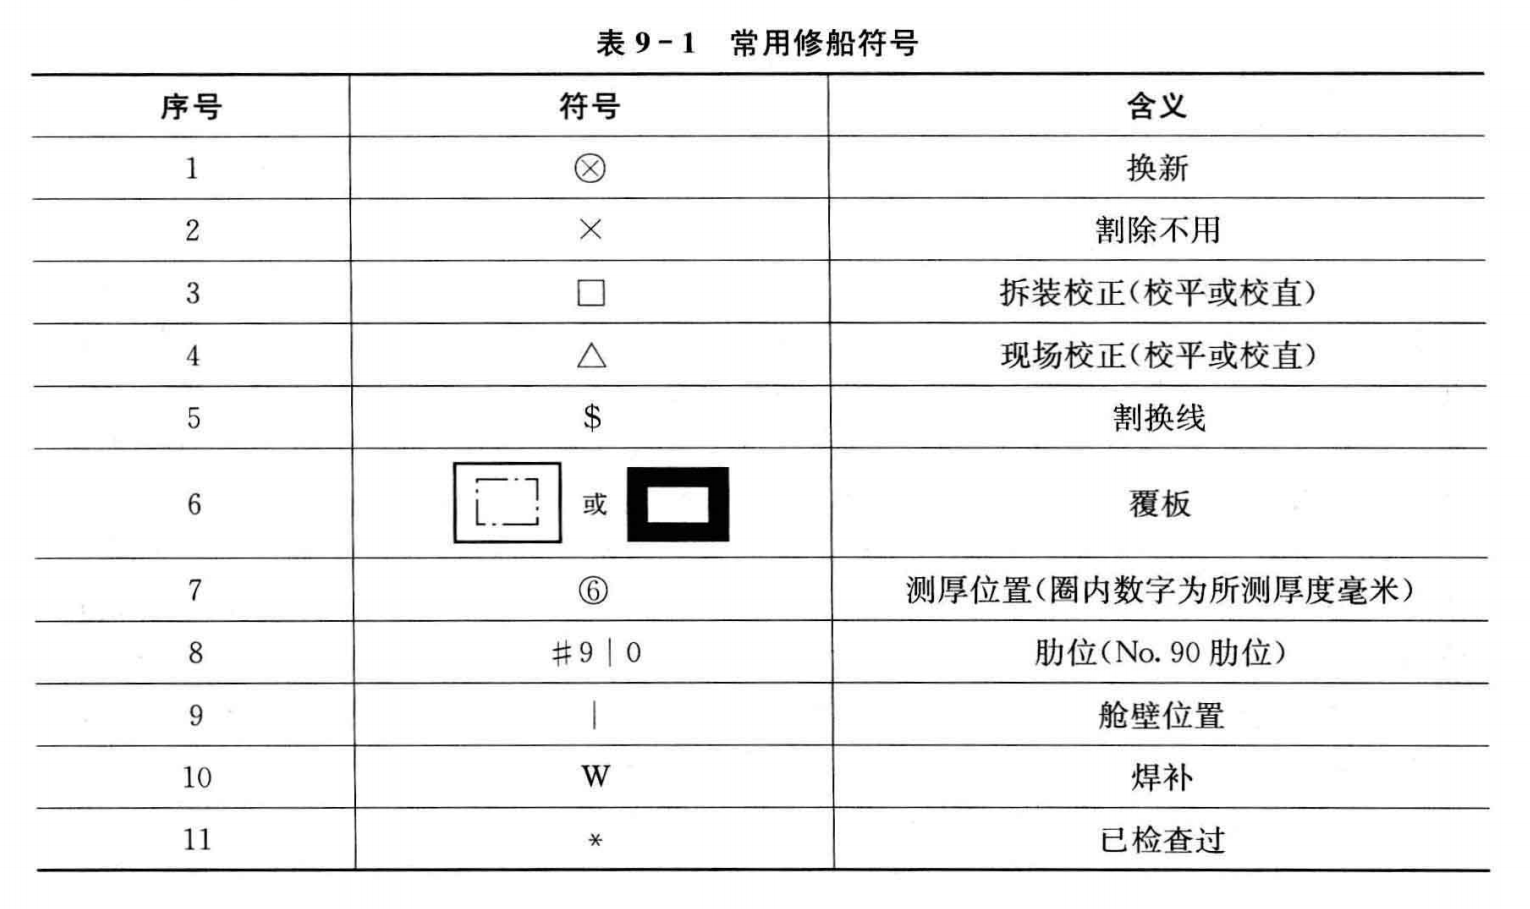 表 9-1 常用修船符号
序号 符号 含义
1 ⊗ 换新
2 × 割除不用
3 □ 拆装校正(校平或校直)
4 △ 现场校正(校平或校直)
5 $ 割换线
6 或 覆板
7 ⑥ 测厚位置(圈内数字为所测厚度毫米)
8 #9|0 肋位(No. 90 肋位)
9 | 舱壁位置
10 W 焊补
11 * 已检查过